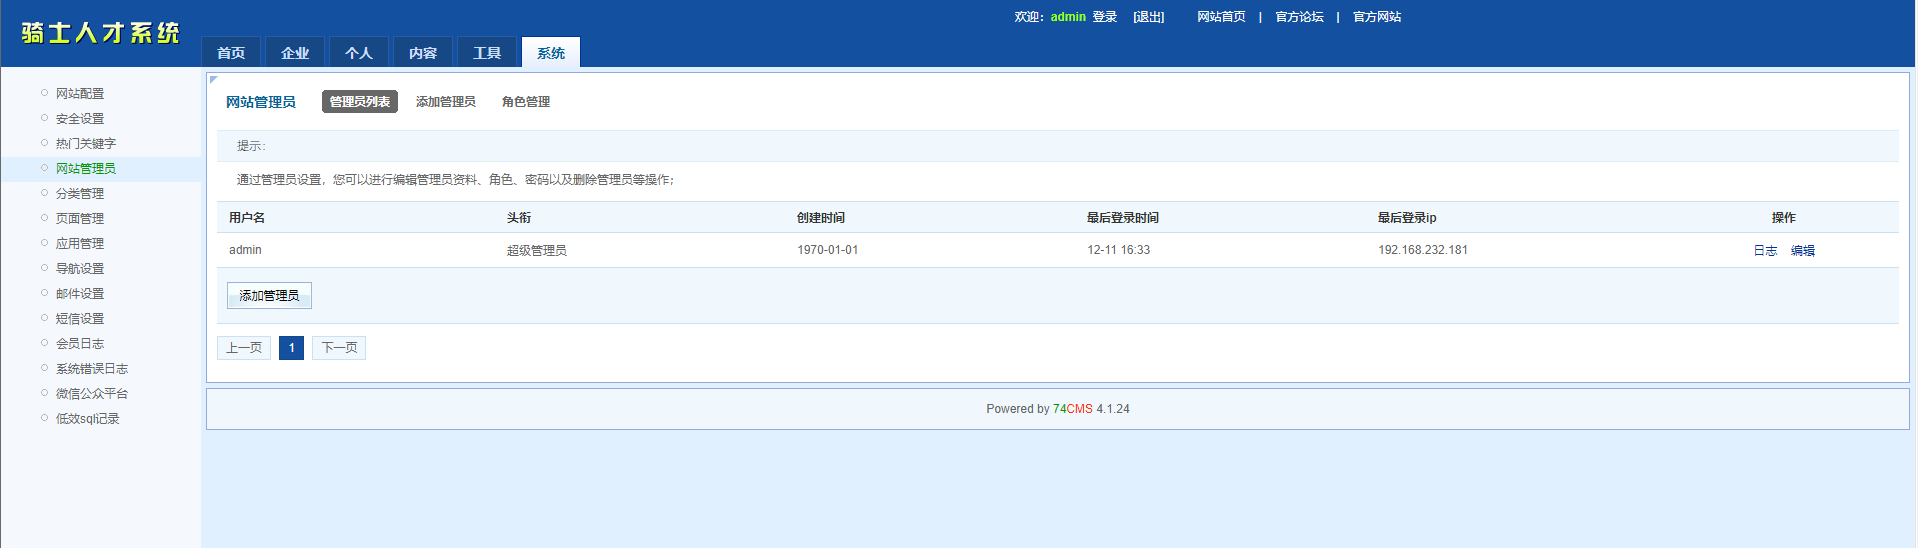 骑士人才系统
欢迎：admin 登录 [退出] 网站首页 | 官方论坛 | 官方网站
首页 企业 个人 内容 工具 系统
网站配置
安全设置
热门关键字
网站管理员
分类管理
页面管理
应用管理
导航设置
邮件设置
短信设置
会员日志
系统错误日志
微信公众平台
低效sql记录
网站管理员 管理员列表 添加管理员 角色管理
提示：
通过管理员设置，您可以进行编辑管理员资料、角色、密码以及删除管理员等操作；
用户名 头衔 创建时间 最后登录时间 最后登录ip 操作
admin 超级管理员 1970-01-01 12-11 16:33 192.168.232.181 日志 编辑
添加管理员
上一页 1 下一页
Powered by 74CMS 4.1.24